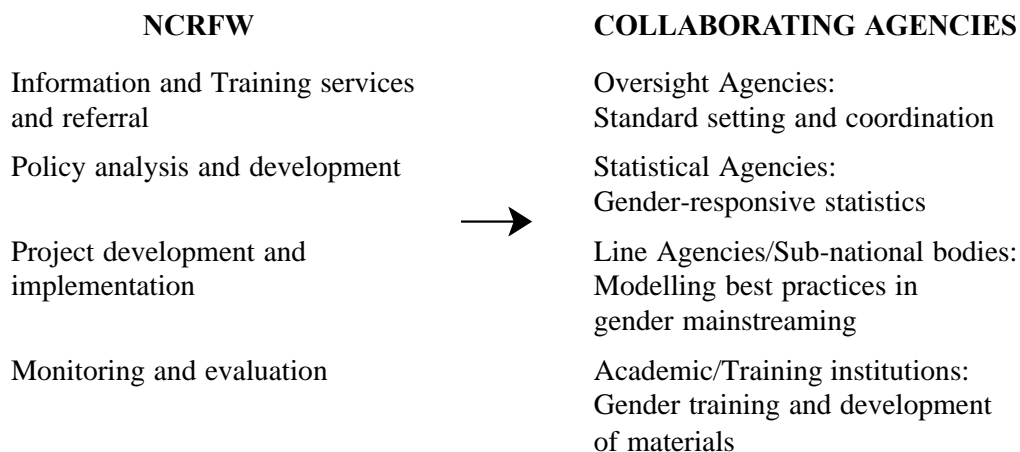 NCRFW
Information and Training services
and referral
Policy analysis and development
Project development and
implementation
Monitoring and evaluation
COLLABORATING AGENCIES
Oversight Agencies:
Standard setting and coordination
Statistical Agencies:
Gender-responsive statistics
Line Agencies/Sub-national bodies:
Modelling best practices in
gender mainstreaming
Academic/Training institutions:
Gender training and development
of materials